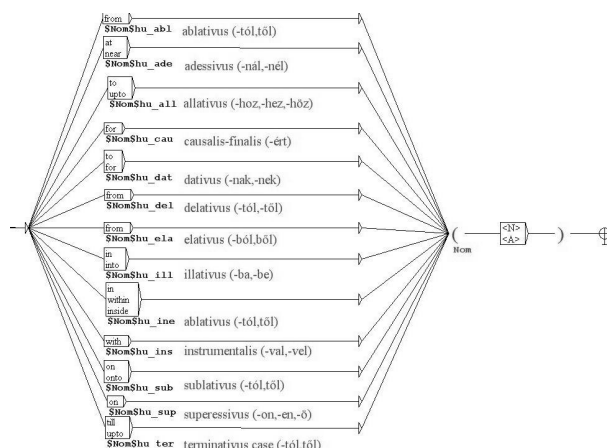 from
$Nom$hu_abl ablativus (-tól,től)
at
near
$Nom$hu_ade adessivus (-nál,-nél)
to
upto
$Nom$hu_all allativus (-hoz,-hez,-höz)
for
$Nom$hu_cau causalis-finalis (-ért)
to
for
$Nom$hu_dat dativus (-nak,-nek)
from
$Nom$hu_del delativus (-tól,-től)
from
$Nom$hu_ela elativus (-ból,ből)
in
into
$Nom$hu_ill illativus (-ba,-be)
in
within
inside
$Nom$hu_ine ablativus (-tól,től)
with
$Nom$hu_ins instrumentalis (-val,-vel)
on
onto
$Nom$hu_sub sublativus (-tól,től)
on
$Nom$hu_sup superessivus (-on,-en,-ö)
till
upto
$Nom$hu_ter terminativus case (-tól,től)
( <N> )
<A>
Nom